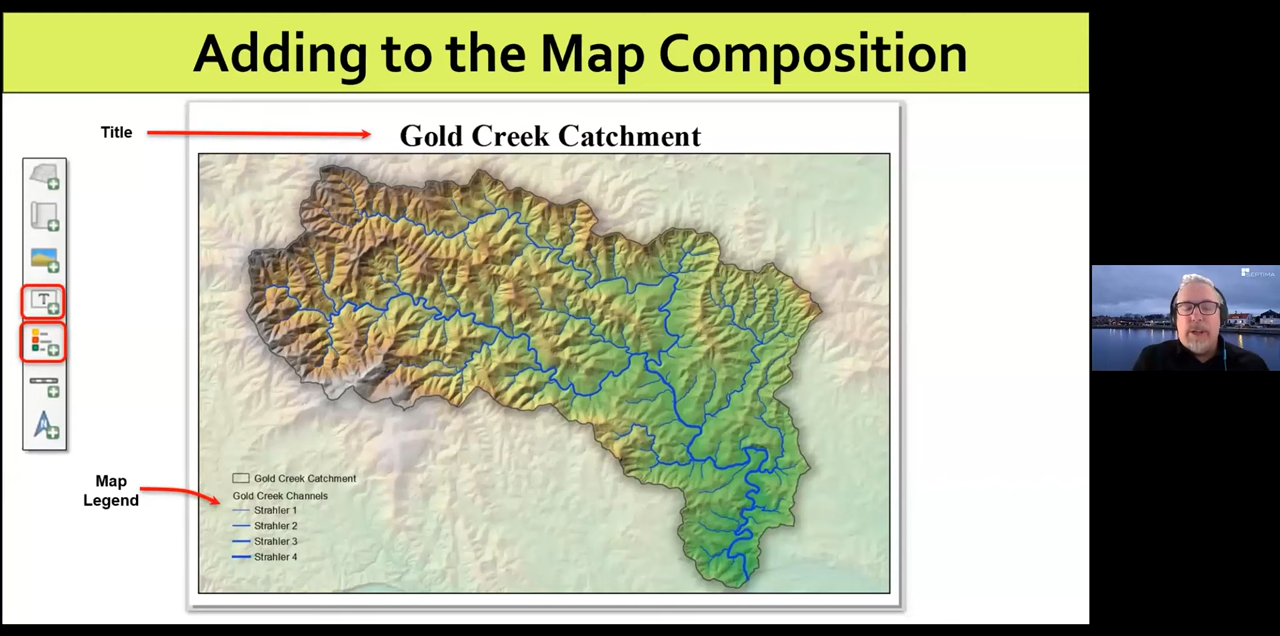 Adding to the Map Composition
Title
Gold Creek Catchment
T
Map
Legend
Gold Creek Catchment
Gold Creek Channels
Strahler 1
Strahler 2
Strahler 3
Strahler 4
SEPTIMA